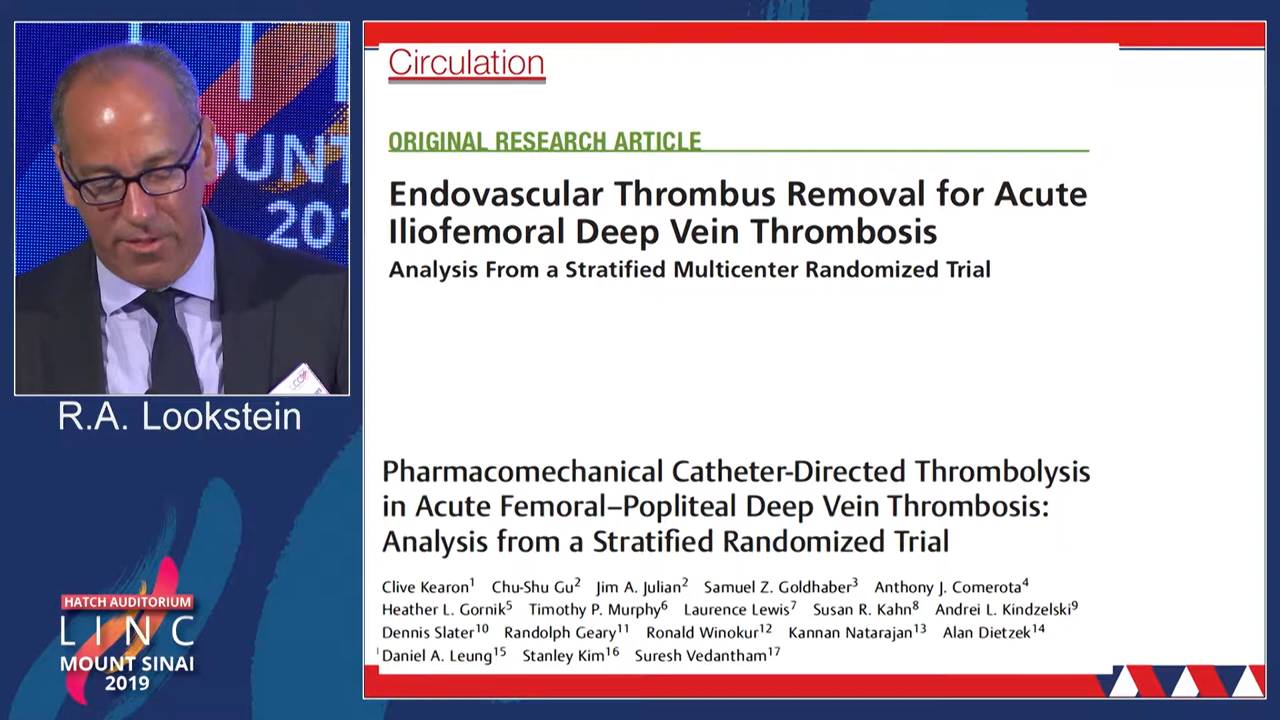 OUNT
201
R.A. Lookstein
HATCH AUDITORIUM
LINC
MOUNT SINAI
2019
Circulation
ORIGINAL RESEARCH ARTICLE
Endovascular Thrombus Removal for Acute
Iliofemoral Deep Vein Thrombosis
Analysis From a Stratified Multicenter Randomized Trial
Pharmacomechanical Catheter-Directed Thrombolysis
in Acute Femoral–Popliteal Deep Vein Thrombosis:
Analysis from a Stratified Randomized Trial
Clive Kearon¹ Chu-Shu Gu² Jim A. Julian² Samuel Z. Goldhaber³ Anthony J. Comerota⁴
Heather L. Gornik⁵ Timothy P. Murphy⁶ Laurence Lewis⁷ Susan R. Kahn⁸ Andrei L. Kindzelski⁹
Dennis Slater¹⁰ Randolph Geary¹¹ Ronald Winokur¹² Kannan Natarajan¹³ Alan Dietzek¹⁴
Daniel A. Leung¹⁵ Stanley Kim¹⁶ Suresh Vedantham¹⁷